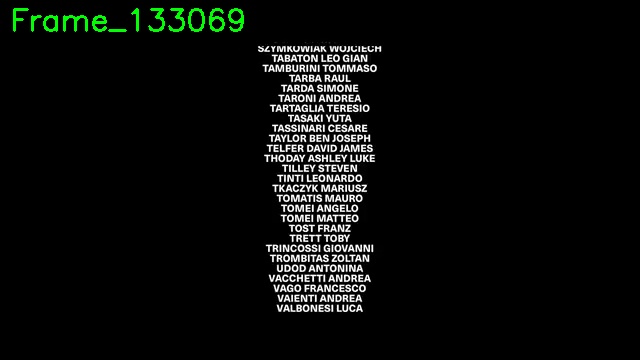 Frame_133069
SZYMKOWIAK WOJCIECH
TABATON LEO GIAN
TAMBURINI TOMMASO
TARBA RAUL
TARDA SIMONE
TARONI ANDREA
TARTAGLIA TERESIO
TASAKI YUTA
TASSINARI CESARE
TAYLOR BEN JOSEPH
TELFER DAVID JAMES
THODAY ASHLEY LUKE
TILLEY STEVEN
TINTI LEONARDO
TKACZYK MARIUSZ
TOMATIS MAURO
TOMEI ANGELO
TOMEI MATTEO
TOST FRANZ
TRETT TOBY
TRINCOSSI GIOVANNI
TROMBITAS ZOLTAN
UDOD ANTONINA
VACCHETTI ANDREA
VAGO FRANCESCO
VAIENTI ANDREA
VALBONESI LUCA